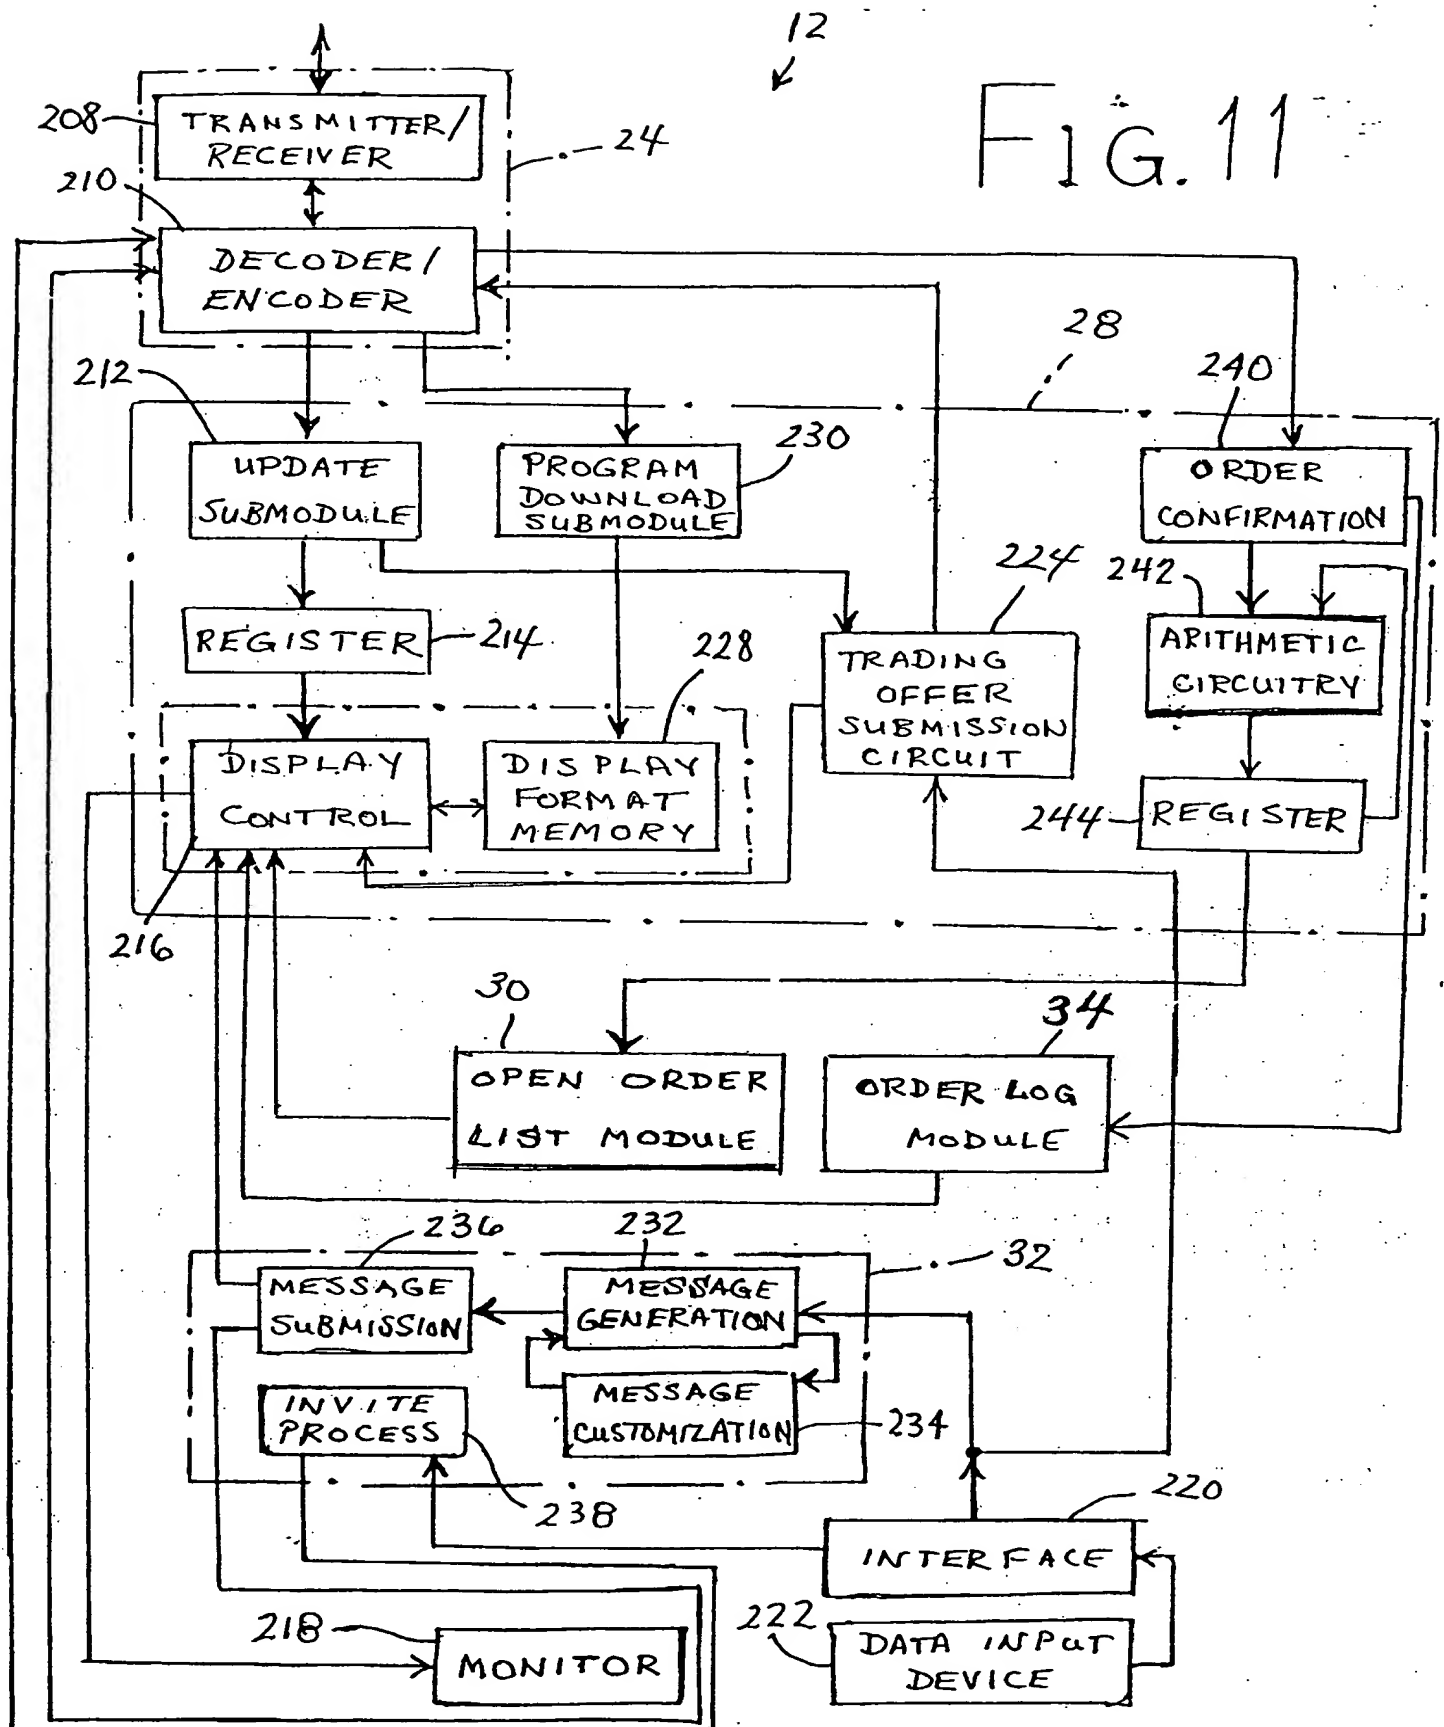 12
FIG. 11
208
TRANSMITTER/
RECEIVER
24
210
DECODER/
ENCODER
28
212
240
UPDATE
SUBMODULE
PROGRAM
DOWNLOAD
SUBMODULE
230
ORDER
CONFIRMATION
224
242
REGISTER
214
228
TRADING
OFFER
SUBMISSION
CIRCUIT
ARITHMETIC
CIRCUITRY
DISPLAY
CONTROL
DISPLAY
FORMAT
MEMORY
244
REGISTER
216
30
34
OPEN ORDER
LIST MODULE
ORDER LOG
MODULE
236
232
32
MESSAGE
SUBMISSION
MESSAGE
GENERATION
INVITE
PROCESS
MESSAGE
CUSTOMIZATION
234
238
220
INTERFACE
218
MONITOR
222
DATA INPUT
DEVICE